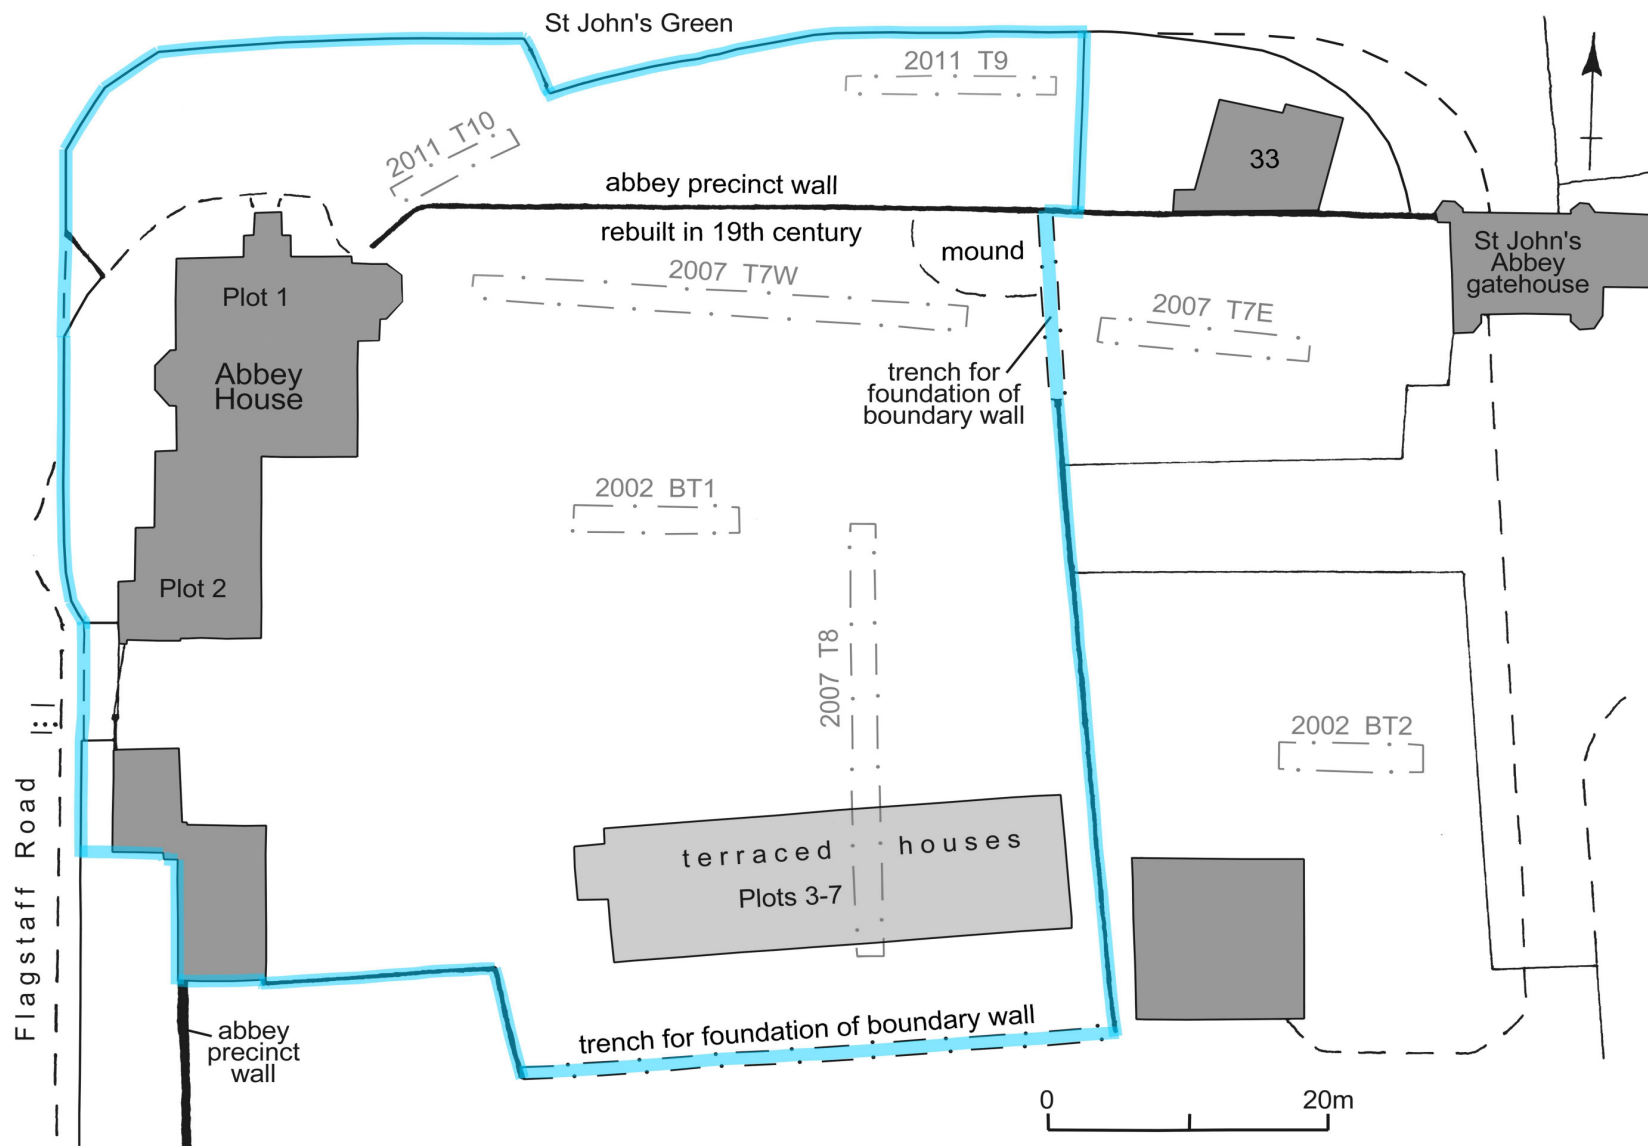 St John's Green
2011 T9
2011 T10
33
abbey precinct wall
rebuilt in 19th century
mound
St John's
Abbey
gatehouse
2007 T7W
2007 T7E
Plot 1
Abbey
House
trench for
foundation of
boundary wall
2002 BT1
Plot 2
2007 T8
2002 BT2
Flagstaff Road
terraced houses
Plots 3-7
trench for foundation of boundary wall
abbey
precinct
wall
0 20m